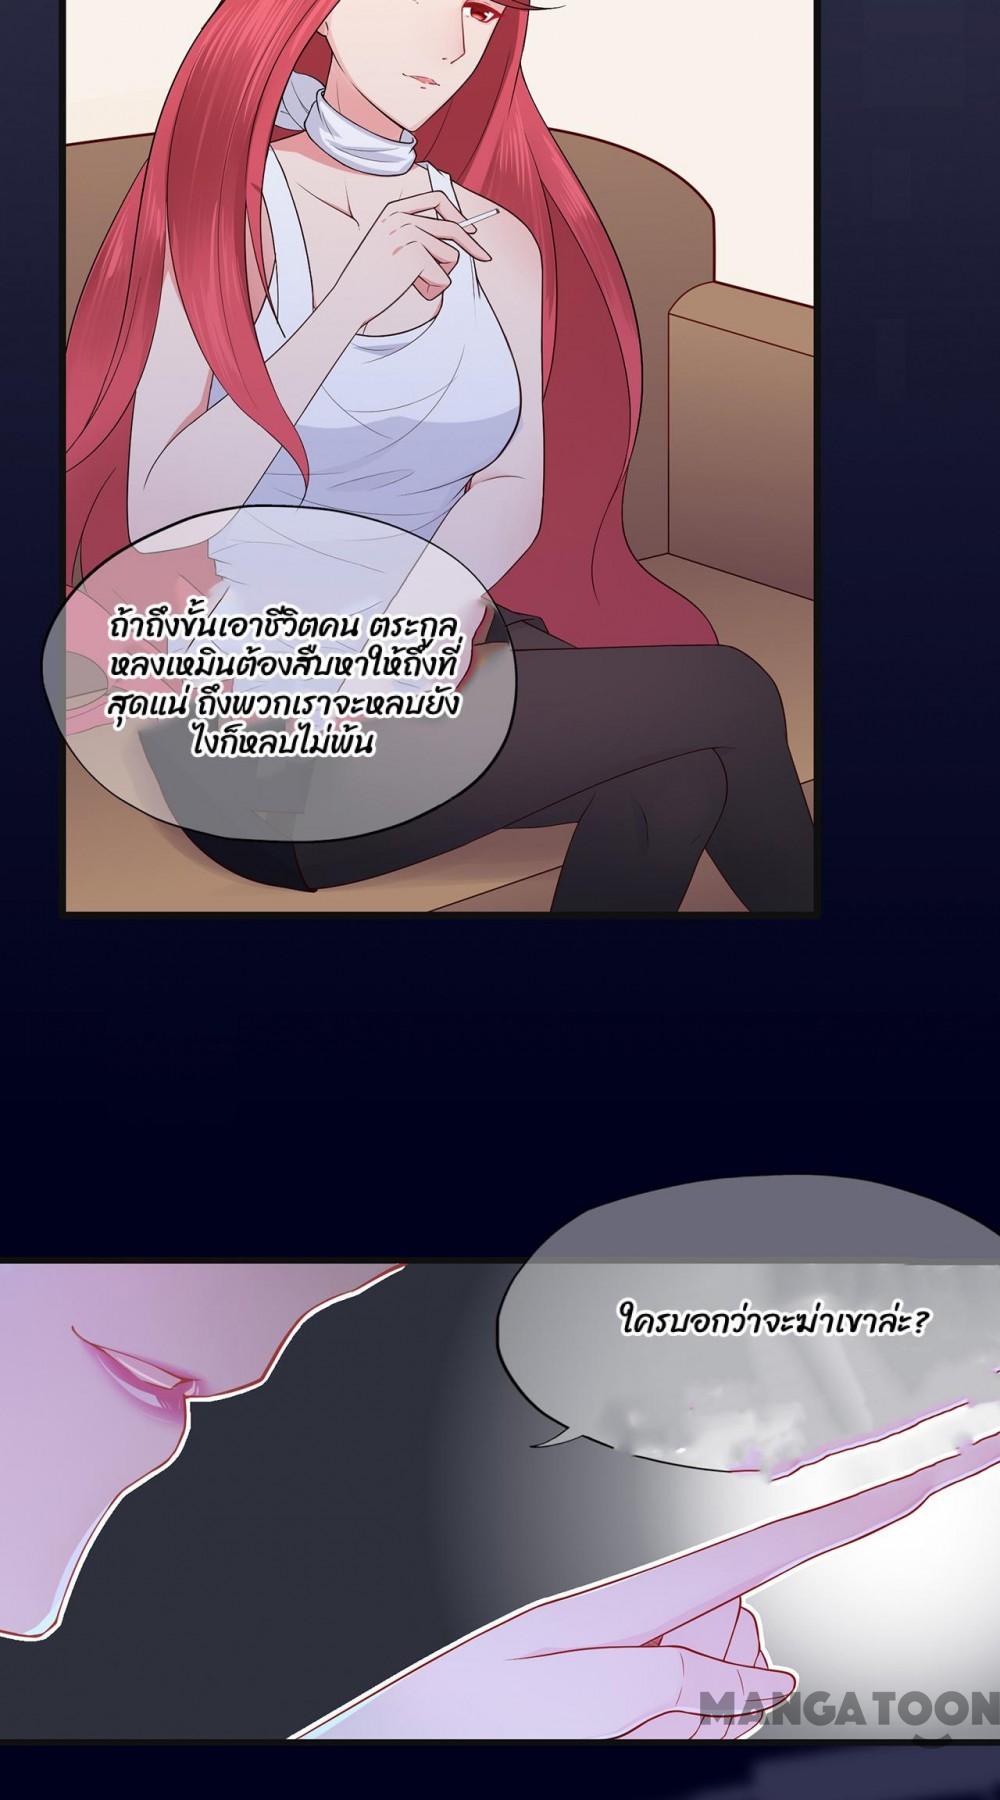 ถ้าถึงขั้นเอาชีวิตคน ตระกูล
หลงเหมินต้องสืบหาให้ถึงที่
สุดแน่ ถึงพวกเราจะหลบยัง
ไงก็หลบไม่พ้น
ใครบอกว่าจะฆ่าเขาล่ะ?
MANGATOON